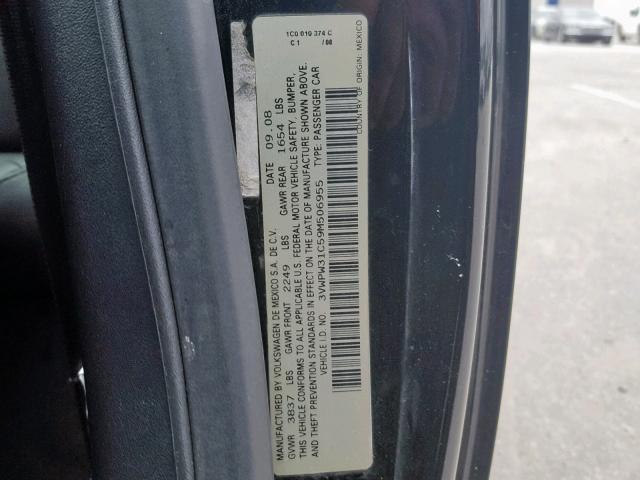 1C0 010 374 C
C 1 / 08
MANUFACTURED BY VOLKSWAGEN DE MEXICO S.A. DE C.V. DATE 09.08
GVWR 3837 LBS GAWR FRONT 2249 LBS GAWR REAR 1654 LBS
THIS VEHICLE CONFORMS TO ALL APPLICABLE U.S. FEDERAL MOTOR VEHICLE SAFETY, BUMPER,
AND THEFT PREVENTION STANDARDS IN EFFECT ON THE DATE OF MANUFACTURE SHOWN ABOVE.
VEHICLE I.D. NO. 3VWPW31C59M506955 TYPE: PASSENGER CAR
COUNTRY OF ORIGIN: MEXICO